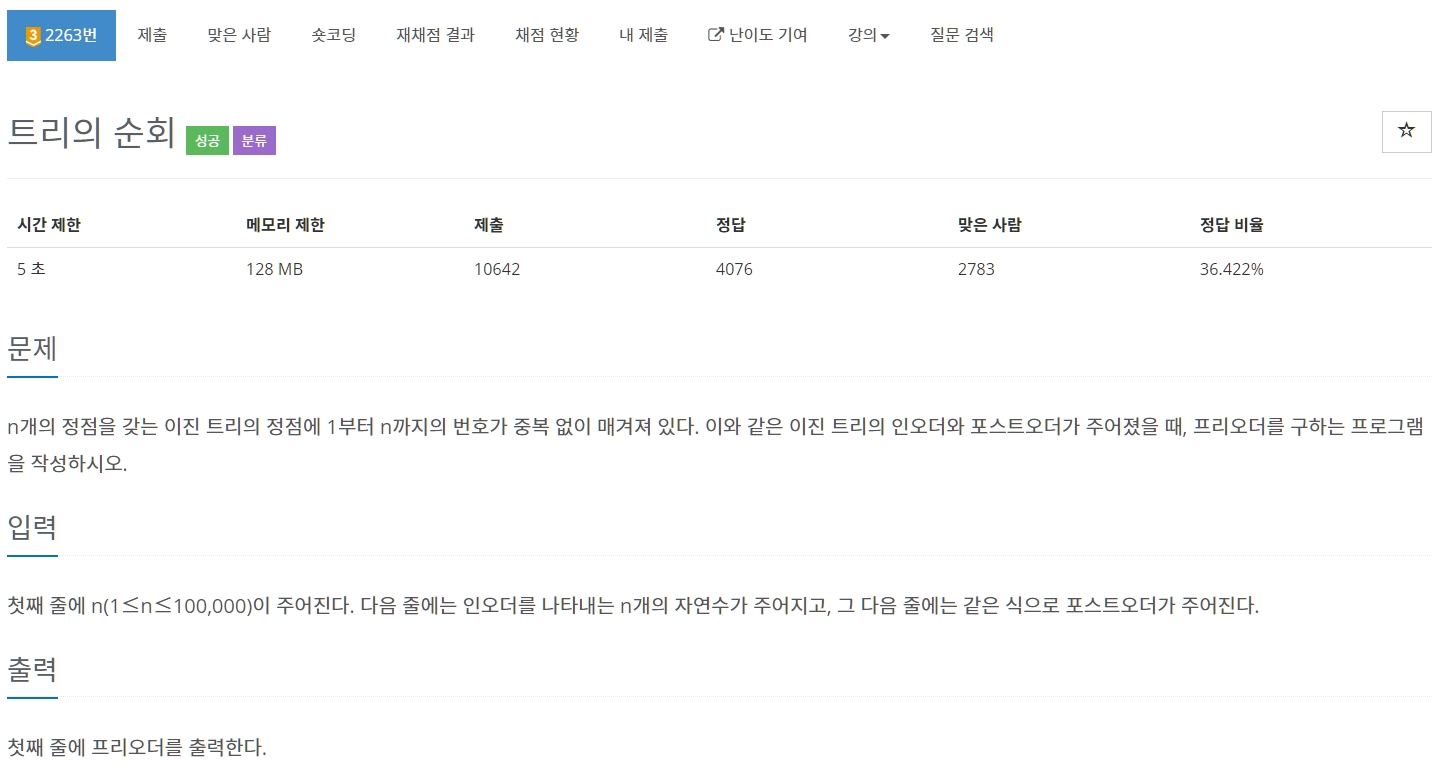 3 2263번 제출 맞은 사람 숏코딩 재채점 결과 채점 현황 내 제출 난이도 기여 강의 질문 검색
트리의 순회 성공 분류
시간 제한 메모리 제한 제출 정답 맞은 사람 정답 비율
5 초 128 MB 10642 4076 2783 36.422%
문제
n개의 정점을 갖는 이진 트리의 정점에 1부터 n까지의 번호가 중복 없이 매겨져 있다. 이와 같은 이진 트리의 인오더와 포스트오더가 주어졌을 때, 프리오더를 구하는 프로그램
을 작성하시오.
입력
첫째 줄에 n(1≤n≤100,000)이 주어진다. 다음 줄에는 인오더를 나타내는 n개의 자연수가 주어지고, 그 다음 줄에는 같은 식으로 포스트오더가 주어진다.
출력
첫째 줄에 프리오더를 출력한다.